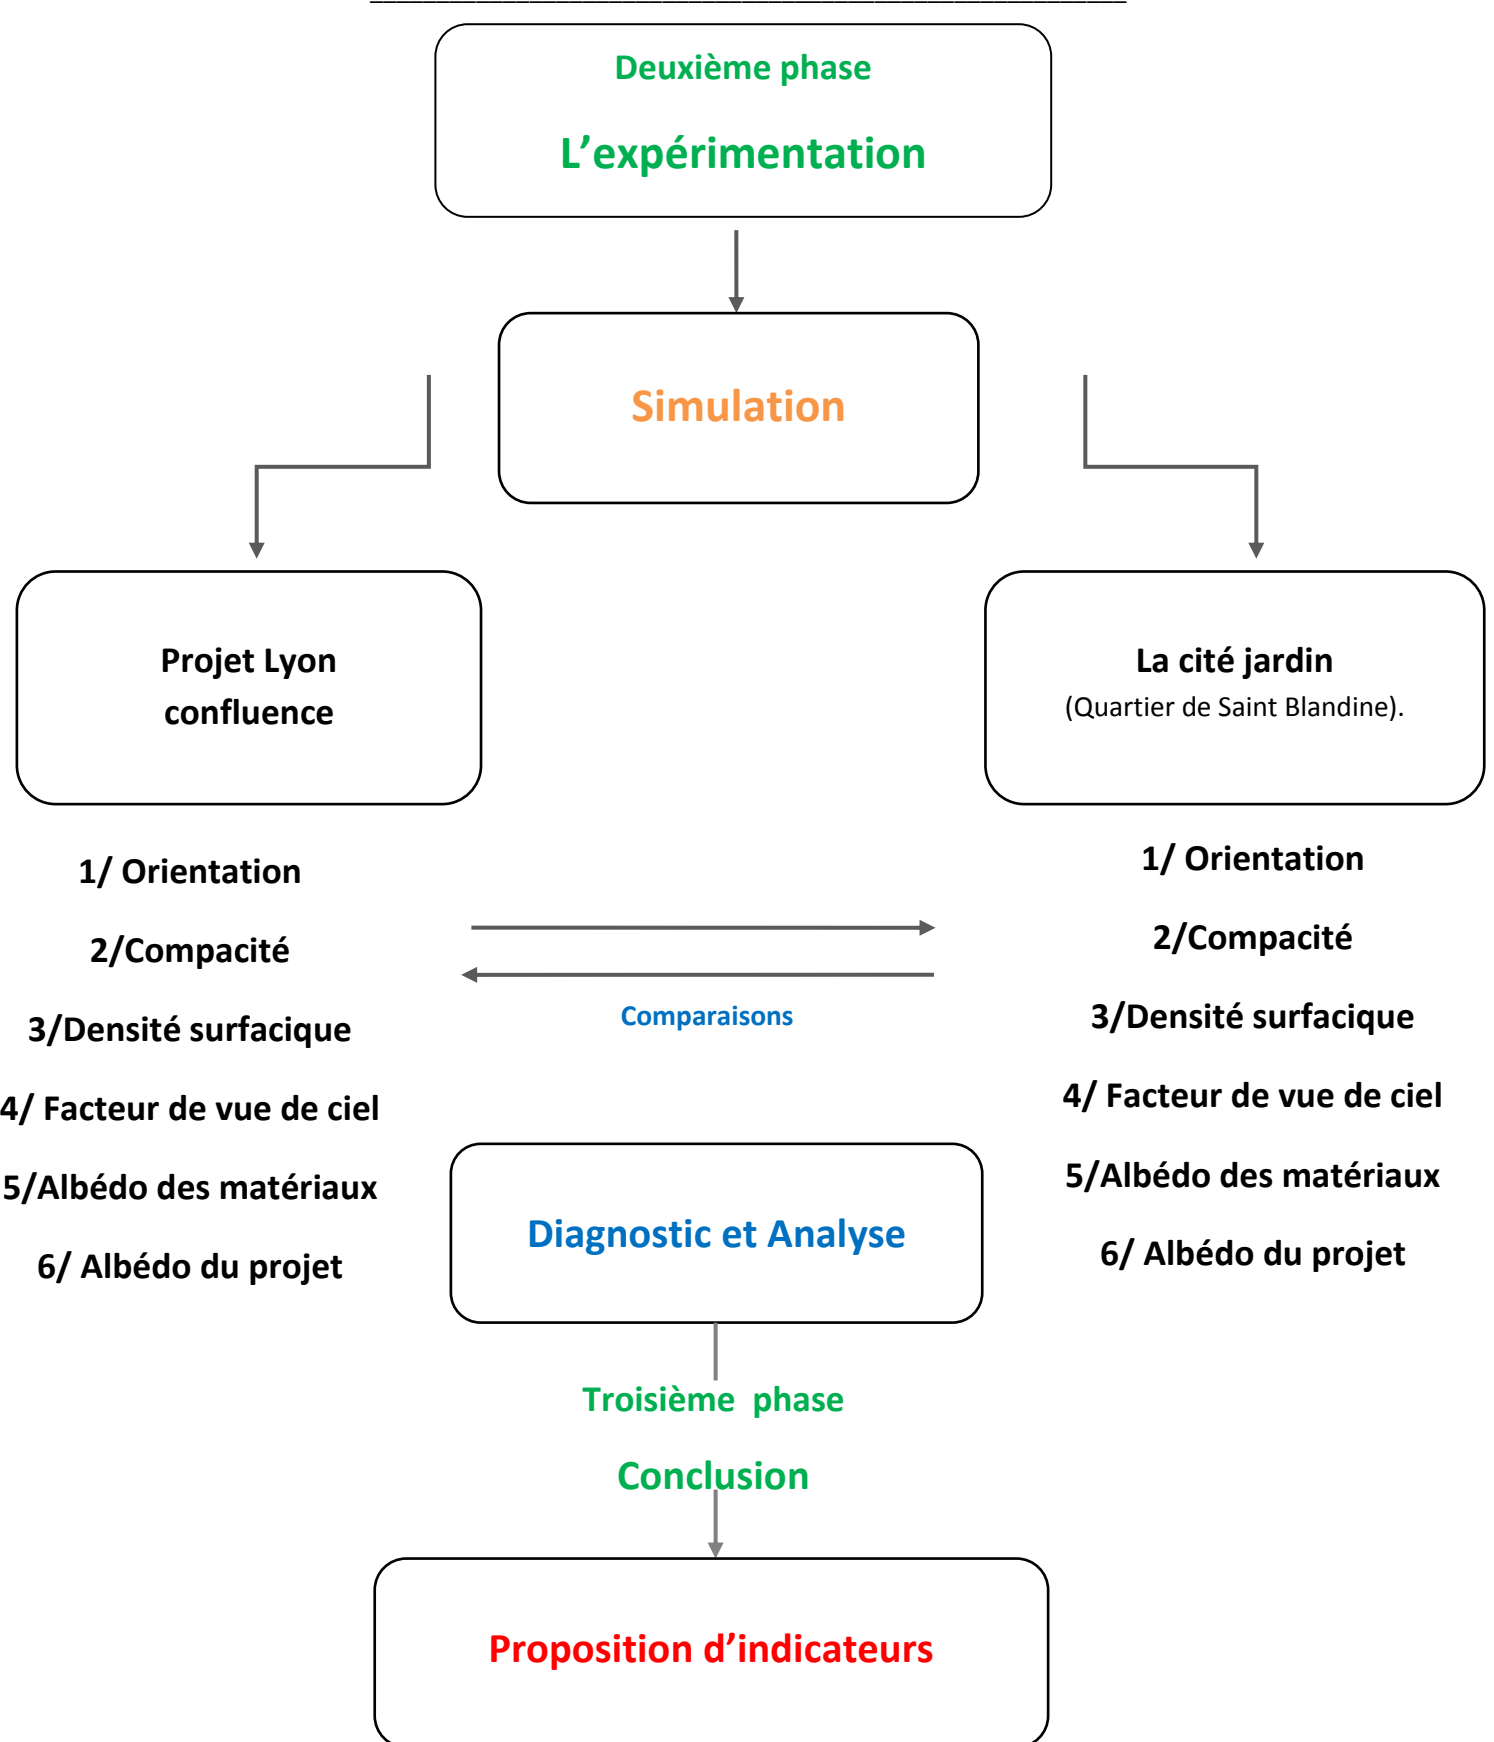 Deuxième phase
L’expérimentation
Simulation
Projet Lyon
confluence
La cité jardin
(Quartier de Saint Blandine).
1/ Orientation
2/Compacité
3/Densité surfacique
4/ Facteur de vue de ciel
5/Albédo des matériaux
6/ Albédo du projet
Comparaisons
1/ Orientation
2/Compacité
3/Densité surfacique
4/ Facteur de vue de ciel
5/Albédo des matériaux
6/ Albédo du projet
Diagnostic et Analyse
Troisième  phase
Conclusion
Proposition d’indicateurs